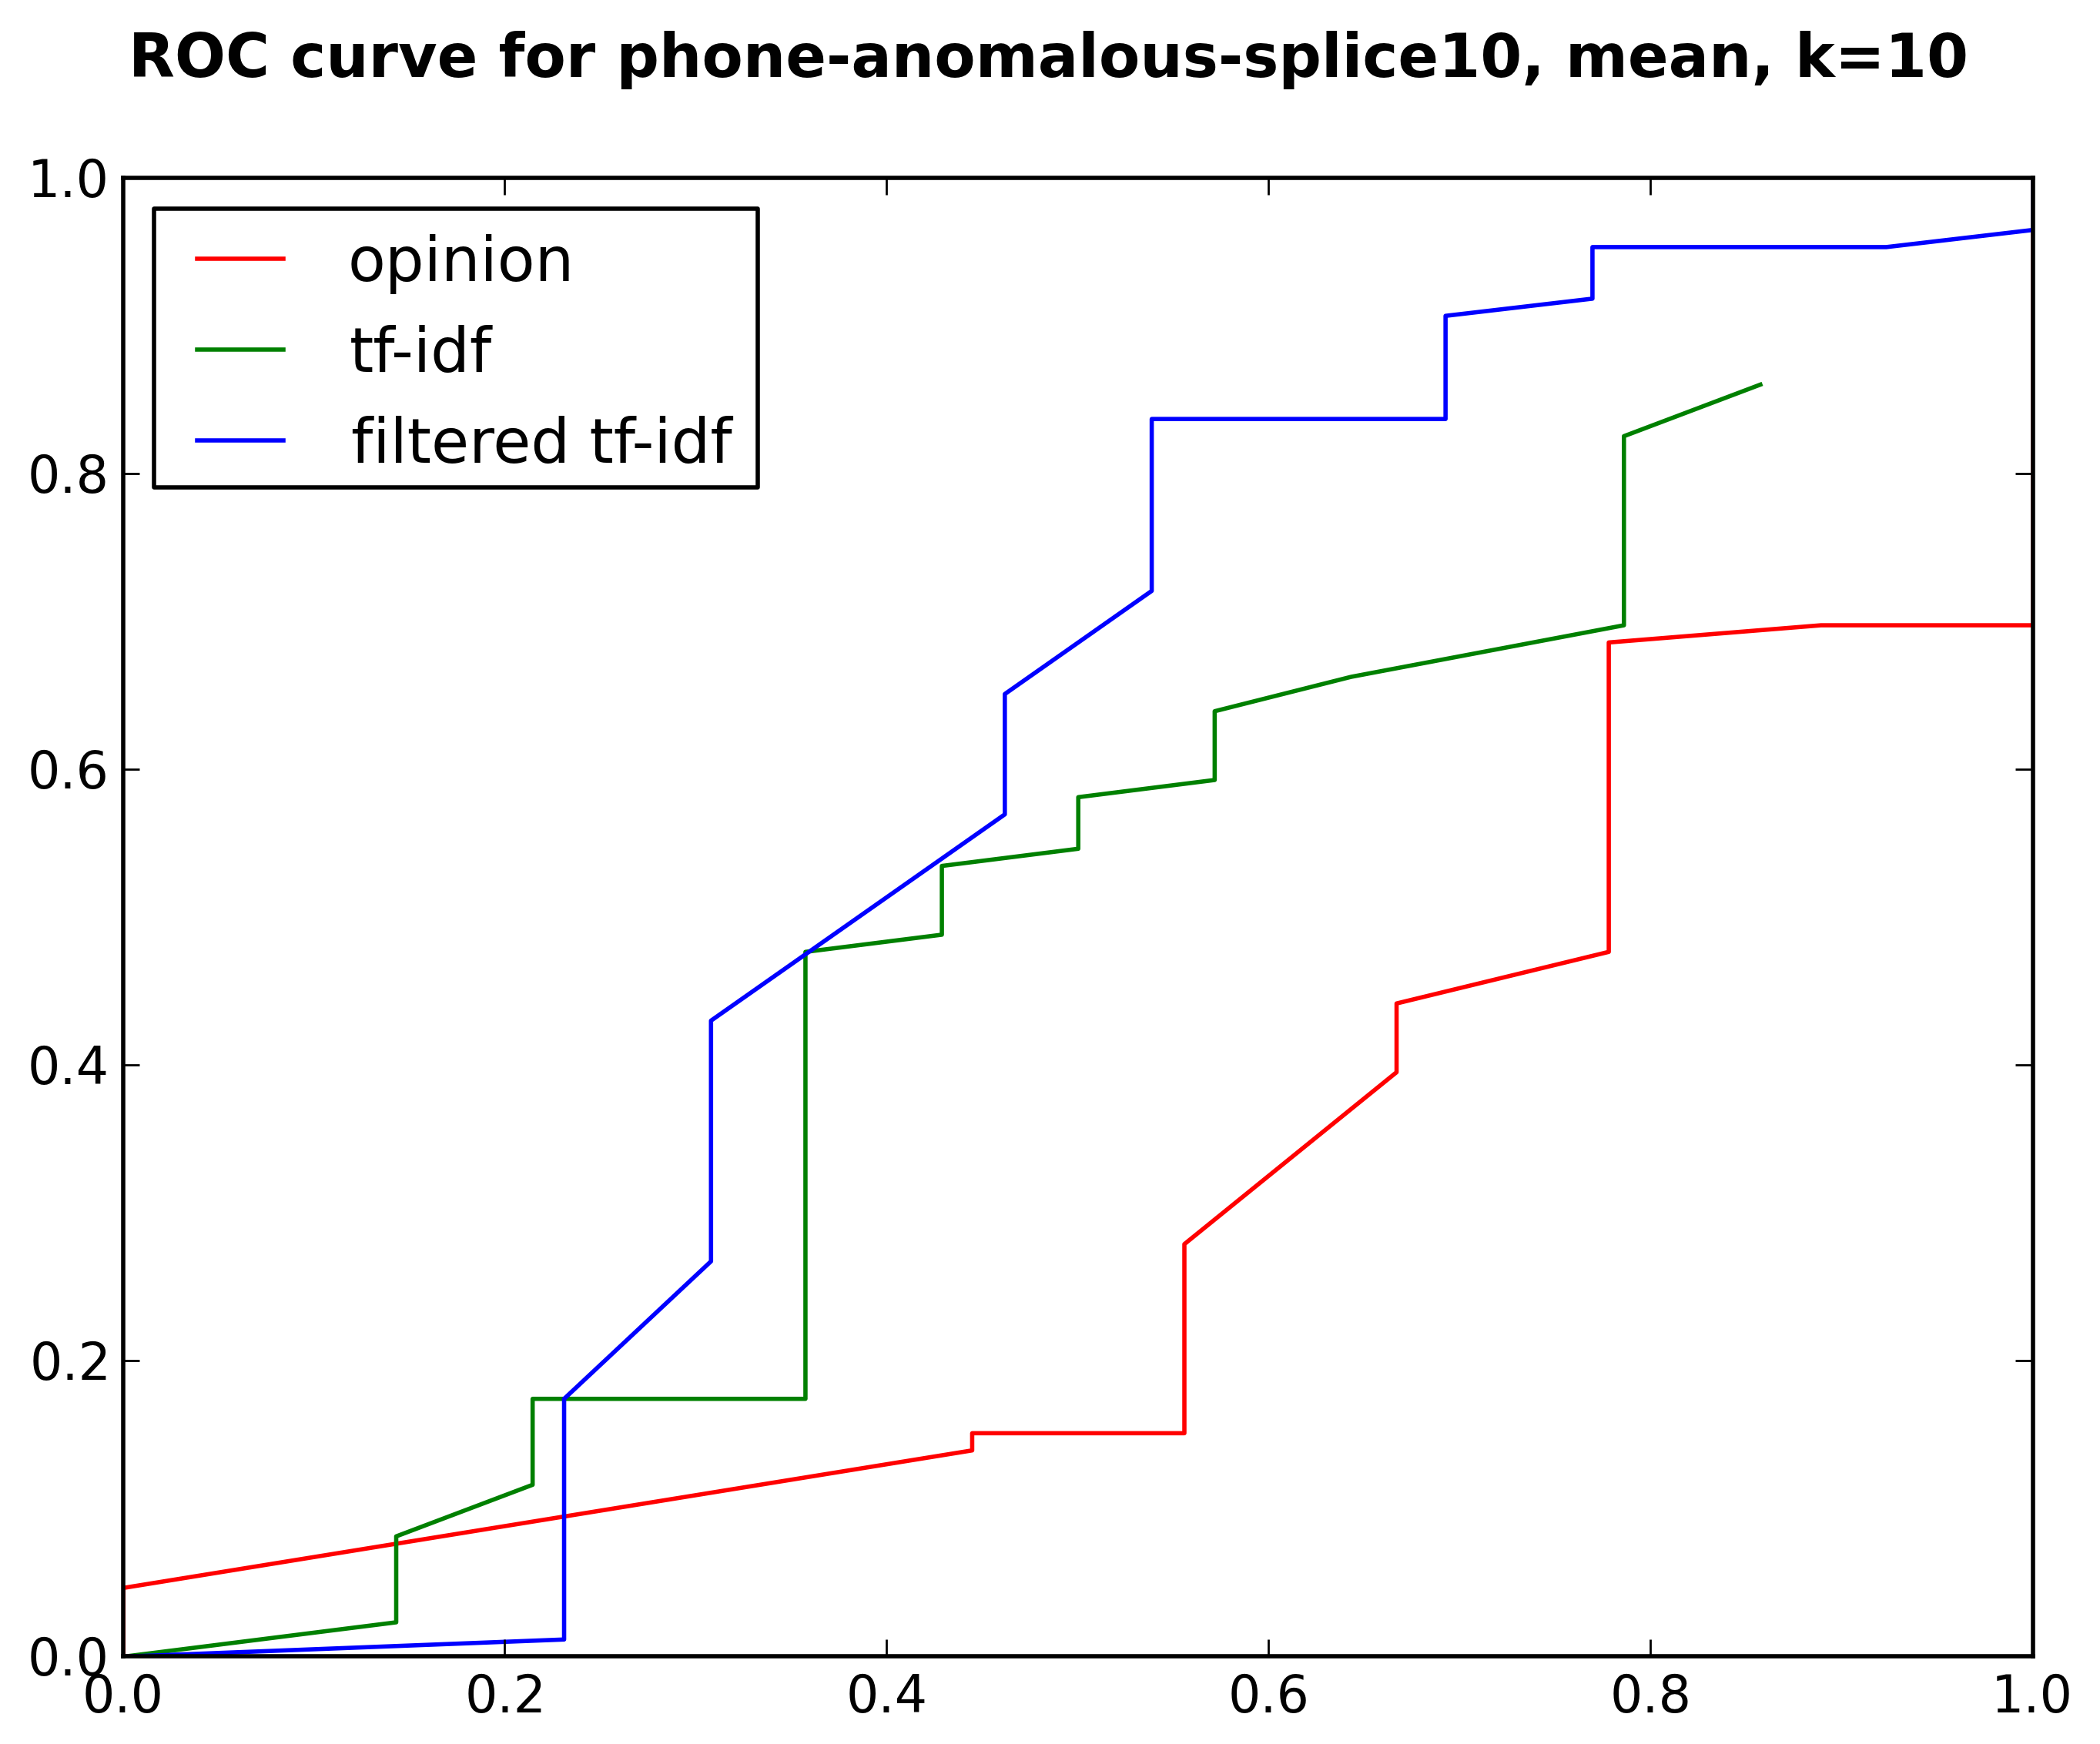 ROC curve for phone-anomalous-splice10, mean, k=10
1.0
opinion
tf-idf
filtered tf-idf
0.8
0.6
0.4
0.2
0.0
0.0 0.2 0.4 0.6 0.8 1.0